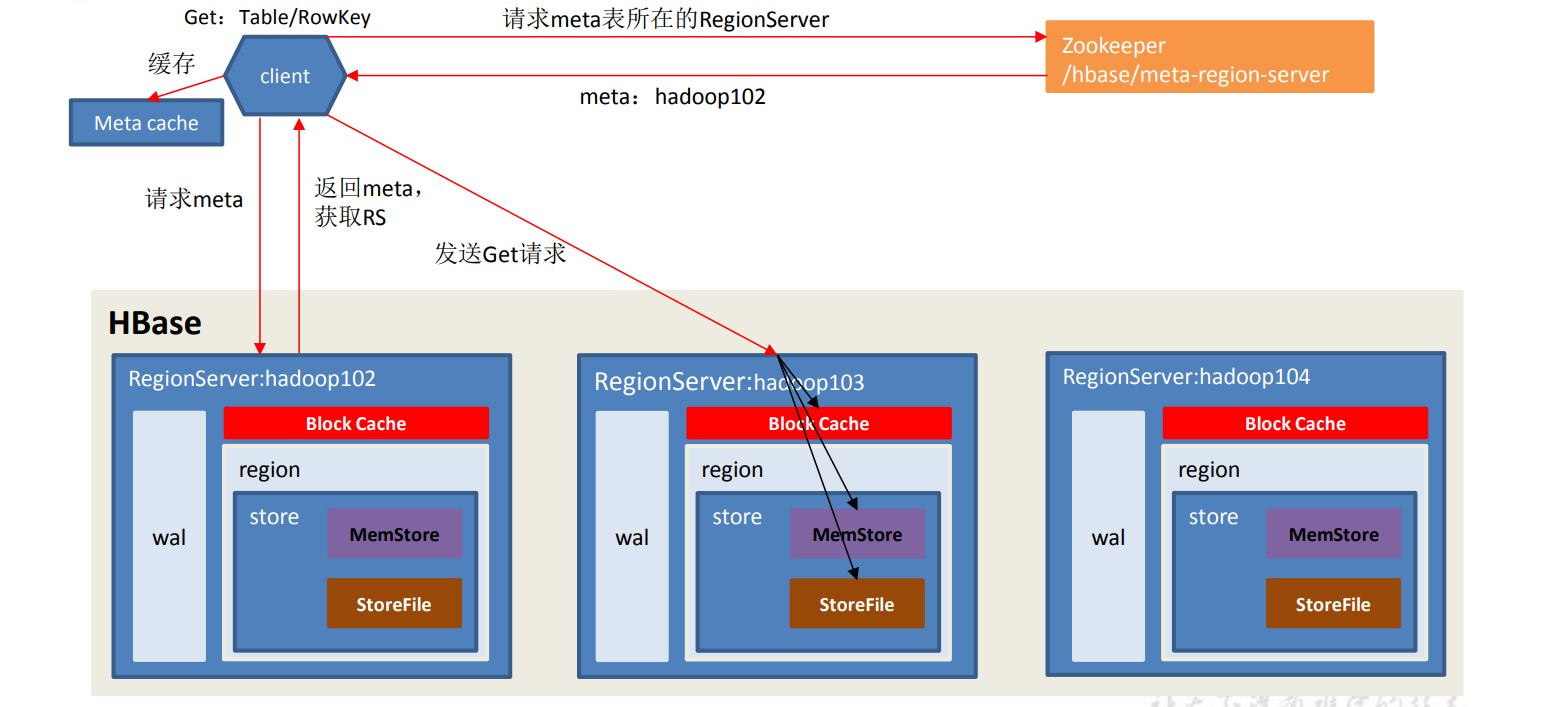 Get：Table/RowKey
请求meta表所在的RegionServer
Zookeeper
/hbase/meta-region-server
缓存
client
meta：hadoop102
Meta cache
请求meta
返回meta，
获取RS
发送Get请求
HBase
RegionServer:hadoop102
wal
Block Cache
region
store
MemStore
StoreFile
RegionServer:hadoop103
wal
Block Cache
region
store
MemStore
StoreFile
RegionServer:hadoop104
wal
Block Cache
region
store
MemStore
StoreFile